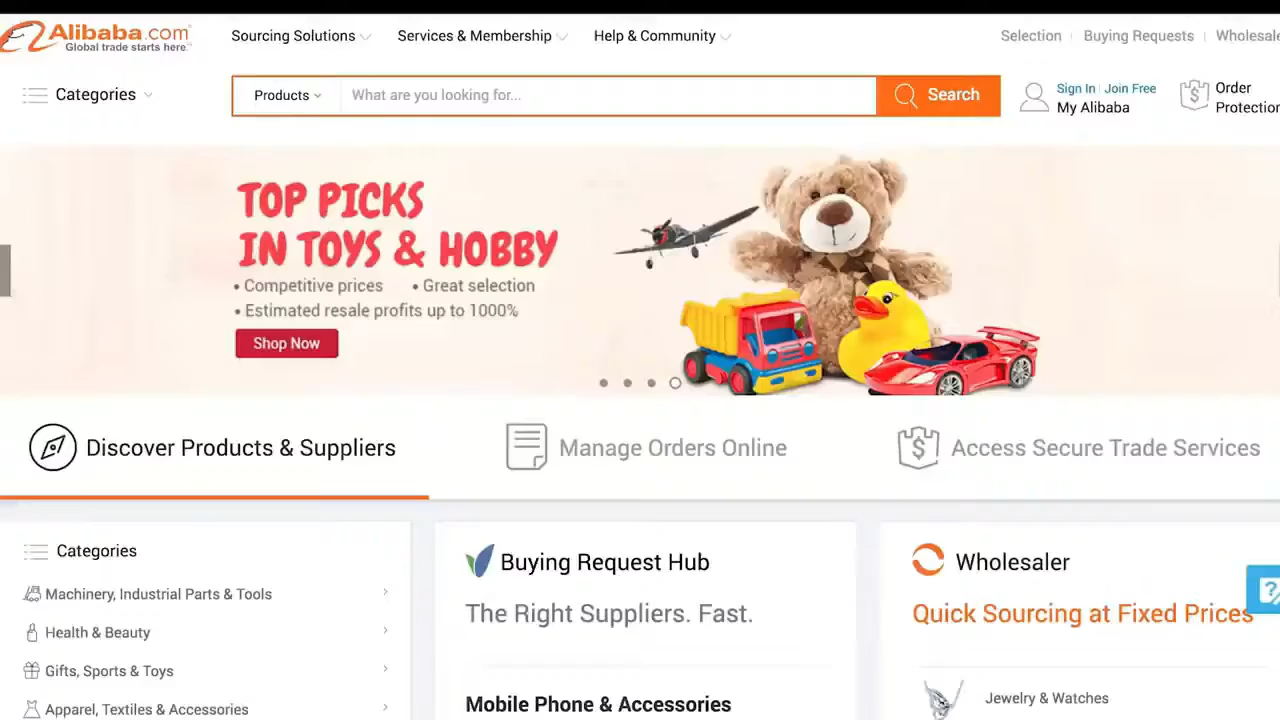 Alibaba.com
Global trade starts here.
Sourcing Solutions
Services & Membership
Help & Community
Selection
Buying Requests
Wholesale
Categories
Products
What are you looking for...
Search
Sign In
Join Free
My Alibaba
Order
Protection
TOP PICKS
IN TOYS & HOBBY
• Competitive prices • Great selection
• Estimated resale profits up to 1000%
Shop Now
Discover Products & Suppliers
Manage Orders Online
Access Secure Trade Services
Categories
Machinery, Industrial Parts & Tools
Health & Beauty
Gifts, Sports & Toys
Apparel, Textiles & Accessories
Buying Request Hub
The Right Suppliers. Fast.
Mobile Phone & Accessories
Wholesaler
Quick Sourcing at Fixed Prices
Jewelry & Watches